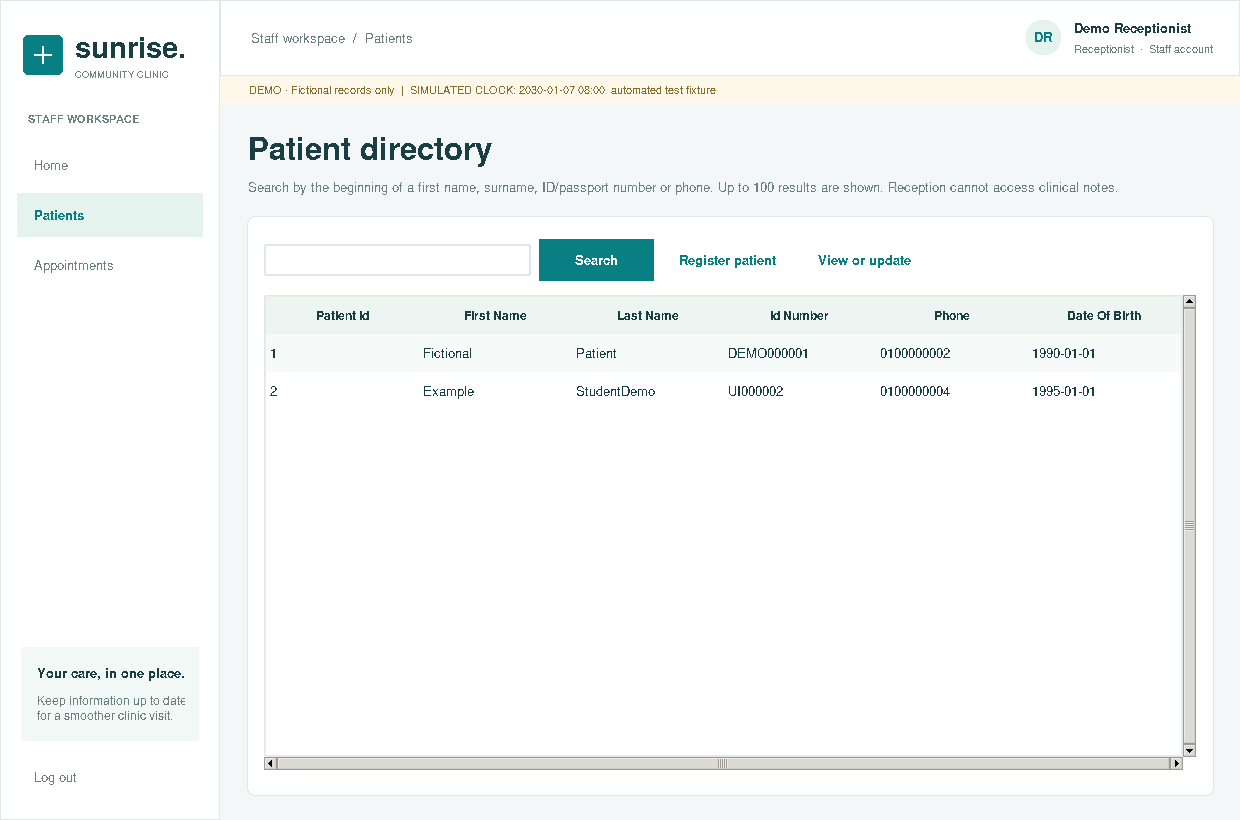 sunrise.
COMMUNITY CLINIC
STAFF WORKSPACE
Home
Patients
Appointments
Your care, in one place.
Keep information up to date
for a smoother clinic visit.
Log out
Staff workspace / Patients
DR
Demo Receptionist
Receptionist · Staff account
DEMO · Fictional records only | SIMULATED CLOCK: 2030-01-07 08:00 automated test fixture
Patient directory
Search by the beginning of a first name, surname, ID/passport number or phone. Up to 100 results are shown. Reception cannot access clinical notes.
Search Register patient View or update
Patient Id First Name Last Name Id Number Phone Date Of Birth
1 Fictional Patient DEMO000001 0100000002 1990-01-01
2 Example StudentDemo UI000002 0100000004 1995-01-01